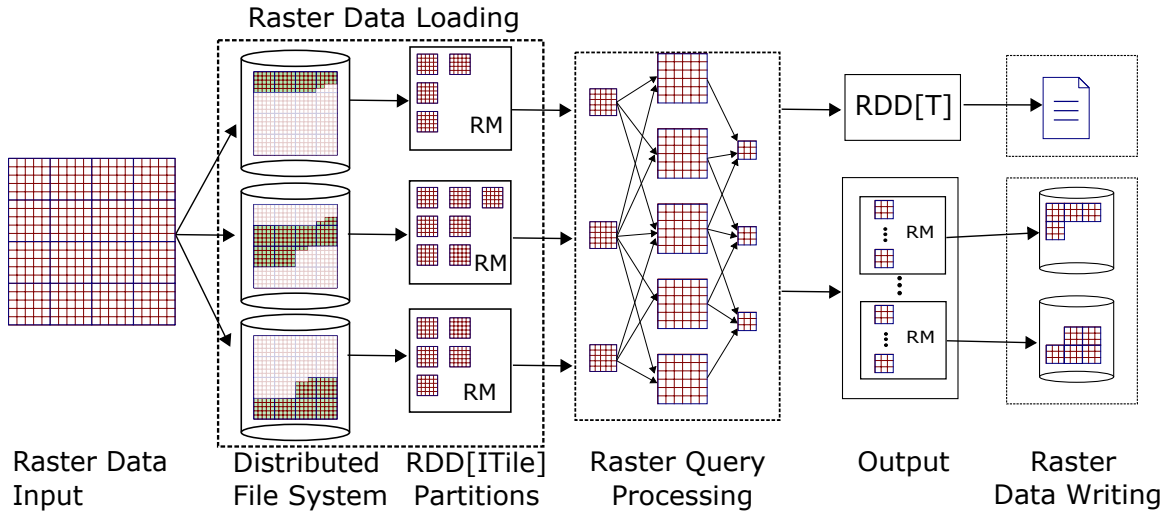 Raster Data Loading
RM
RM
RM
RDD[T]
RM
RM
Raster Data
Input
Distributed
File System
RDD[ITile]
Partitions
Raster Query
Processing
Output
Raster
Data Writing